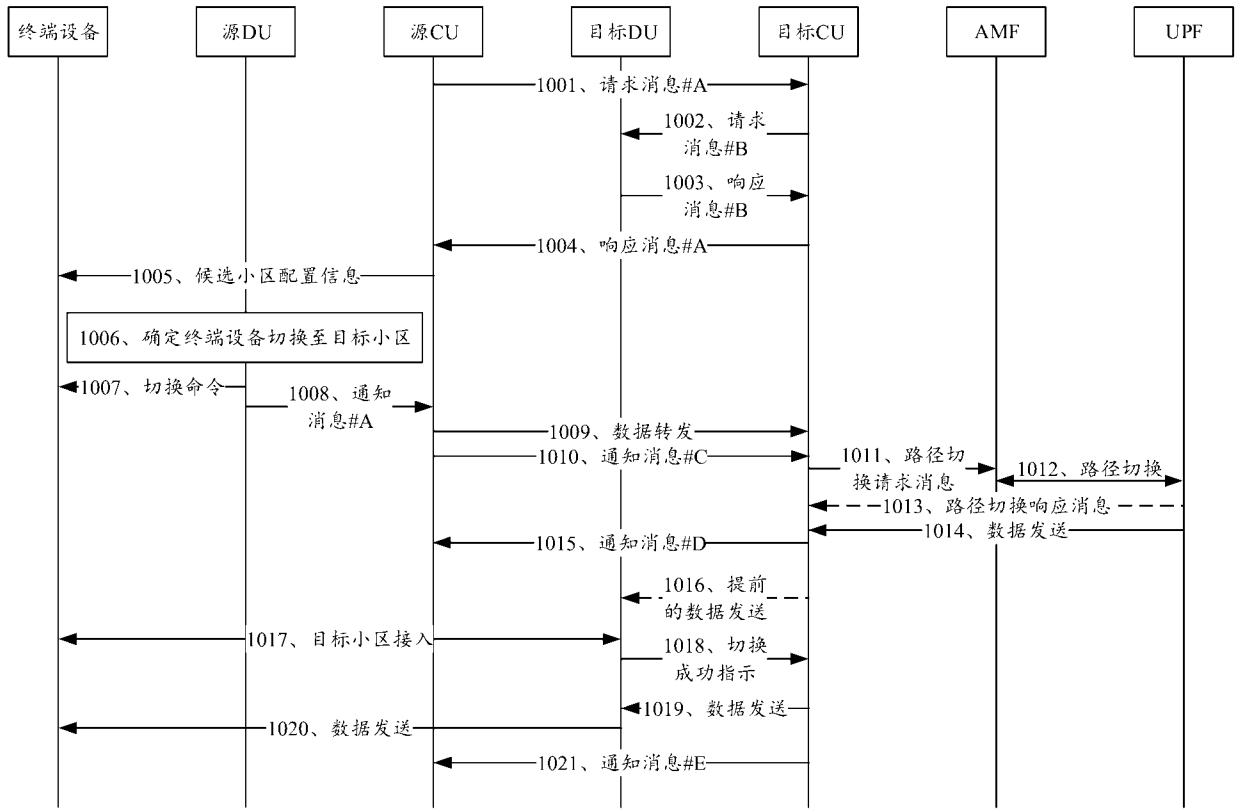 终端设备
源DU
源CU
目标DU
目标CU
AMF
UPF
1001、请求消息#A
1002、请求
消息#B
1003、响应
消息#B
1004、响应消息#A
1005、候选小区配置信息
1006、确定终端设备切换至目标小区
1007、切换命令
1008、通知
消息#A
1009、数据转发
1010、通知消息#C
1011、路径切
换请求消息
1012、路径切换
1013、路径切换响应消息
1014、数据发送
1015、通知消息#D
1016、提前
的数据发送
1017、目标小区接入
1018、切换
成功指示
1019、数据发送
1020、数据发送
1021、通知消息#E